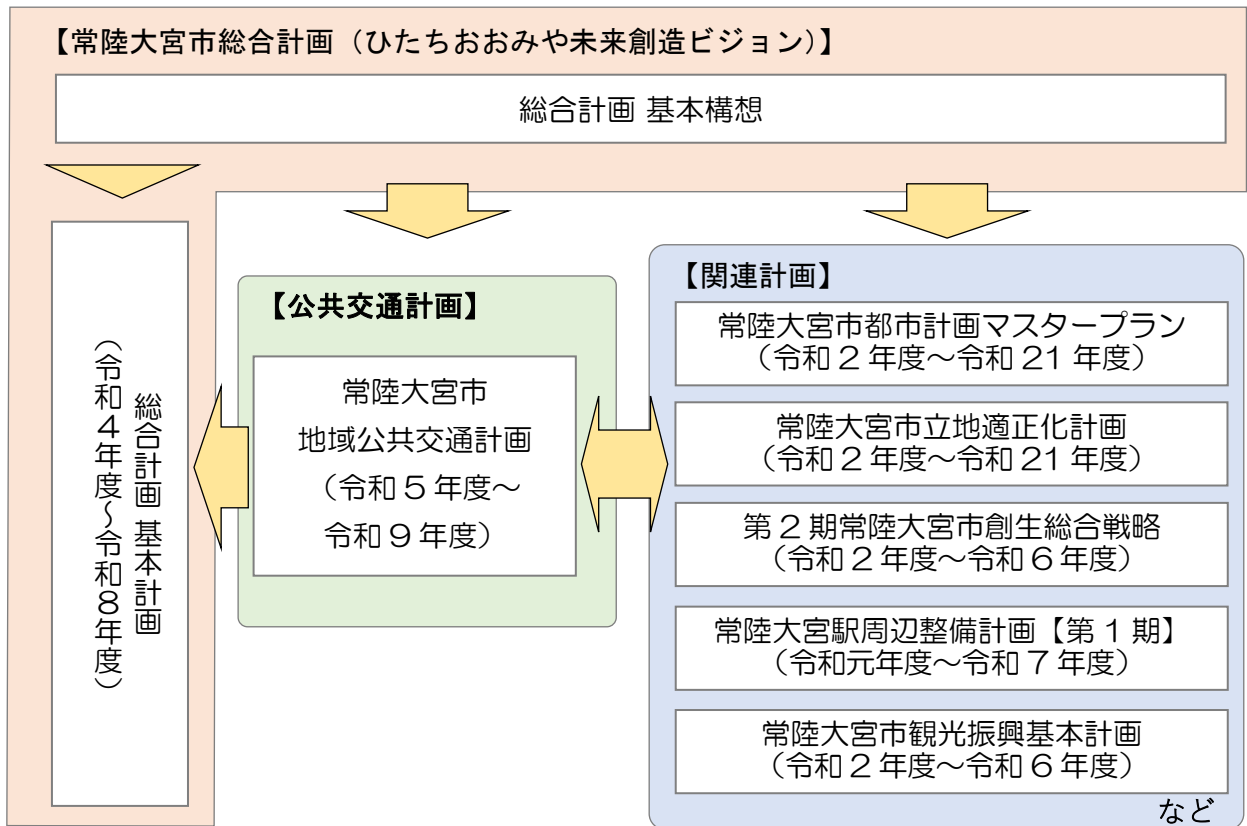 【常陸大宮市総合計画（ひたちおおみや未来創造ビジョン）】
総合計画 基本構想
総合計画 基本計画
（令和４年度～令和８年度）
【公共交通計画】
常陸大宮市
地域公共交通計画
（令和５年度～
令和９年度）
【関連計画】
常陸大宮市都市計画マスタープラン
（令和２年度～令和21年度）
常陸大宮市立地適正化計画
（令和２年度～令和21年度）
第２期常陸大宮市創生総合戦略
（令和２年度～令和６年度）
常陸大宮駅周辺整備計画【第１期】
（令和元年度～令和７年度）
常陸大宮市観光振興基本計画
（令和２年度～令和６年度）
など